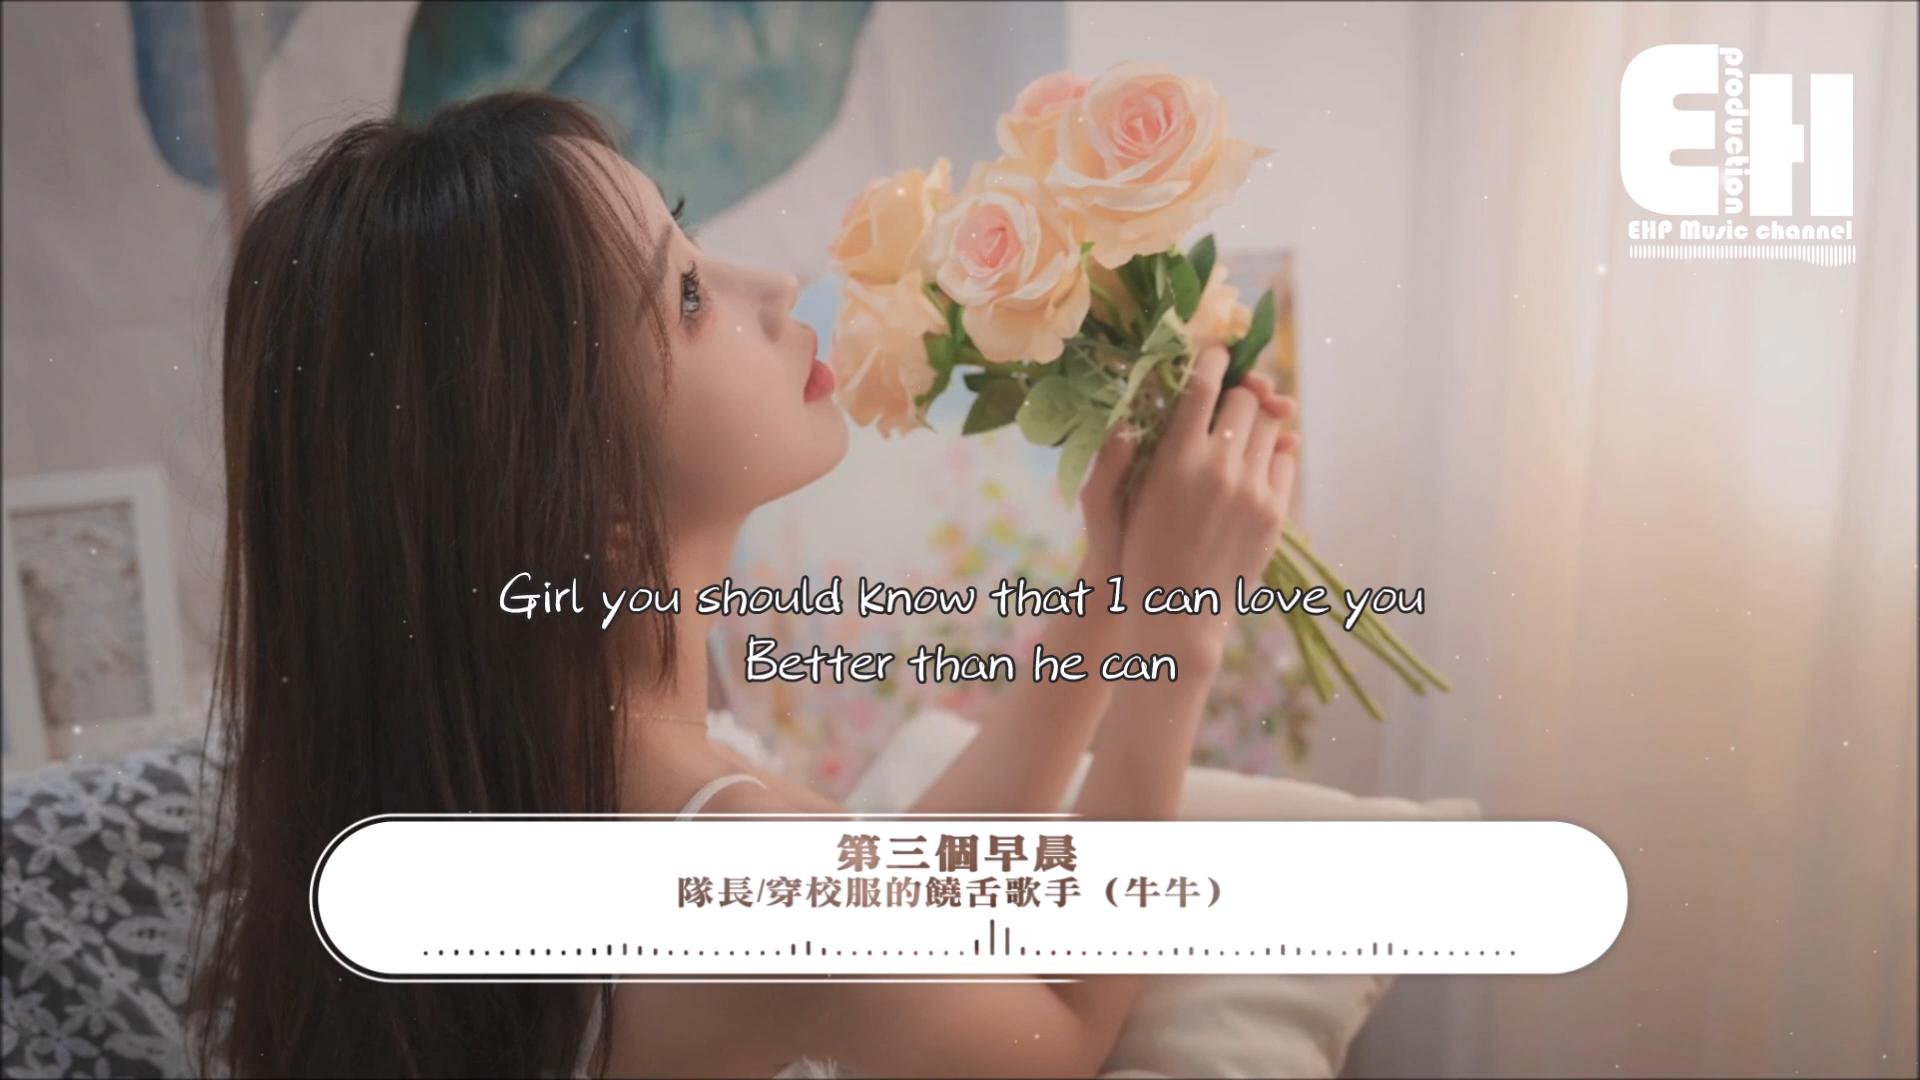 EH
production
EHP Music channel
Girl you should know that I can love you
Better than he can
第三個早晨
隊長/穿校服的饒舌歌手（牛牛）